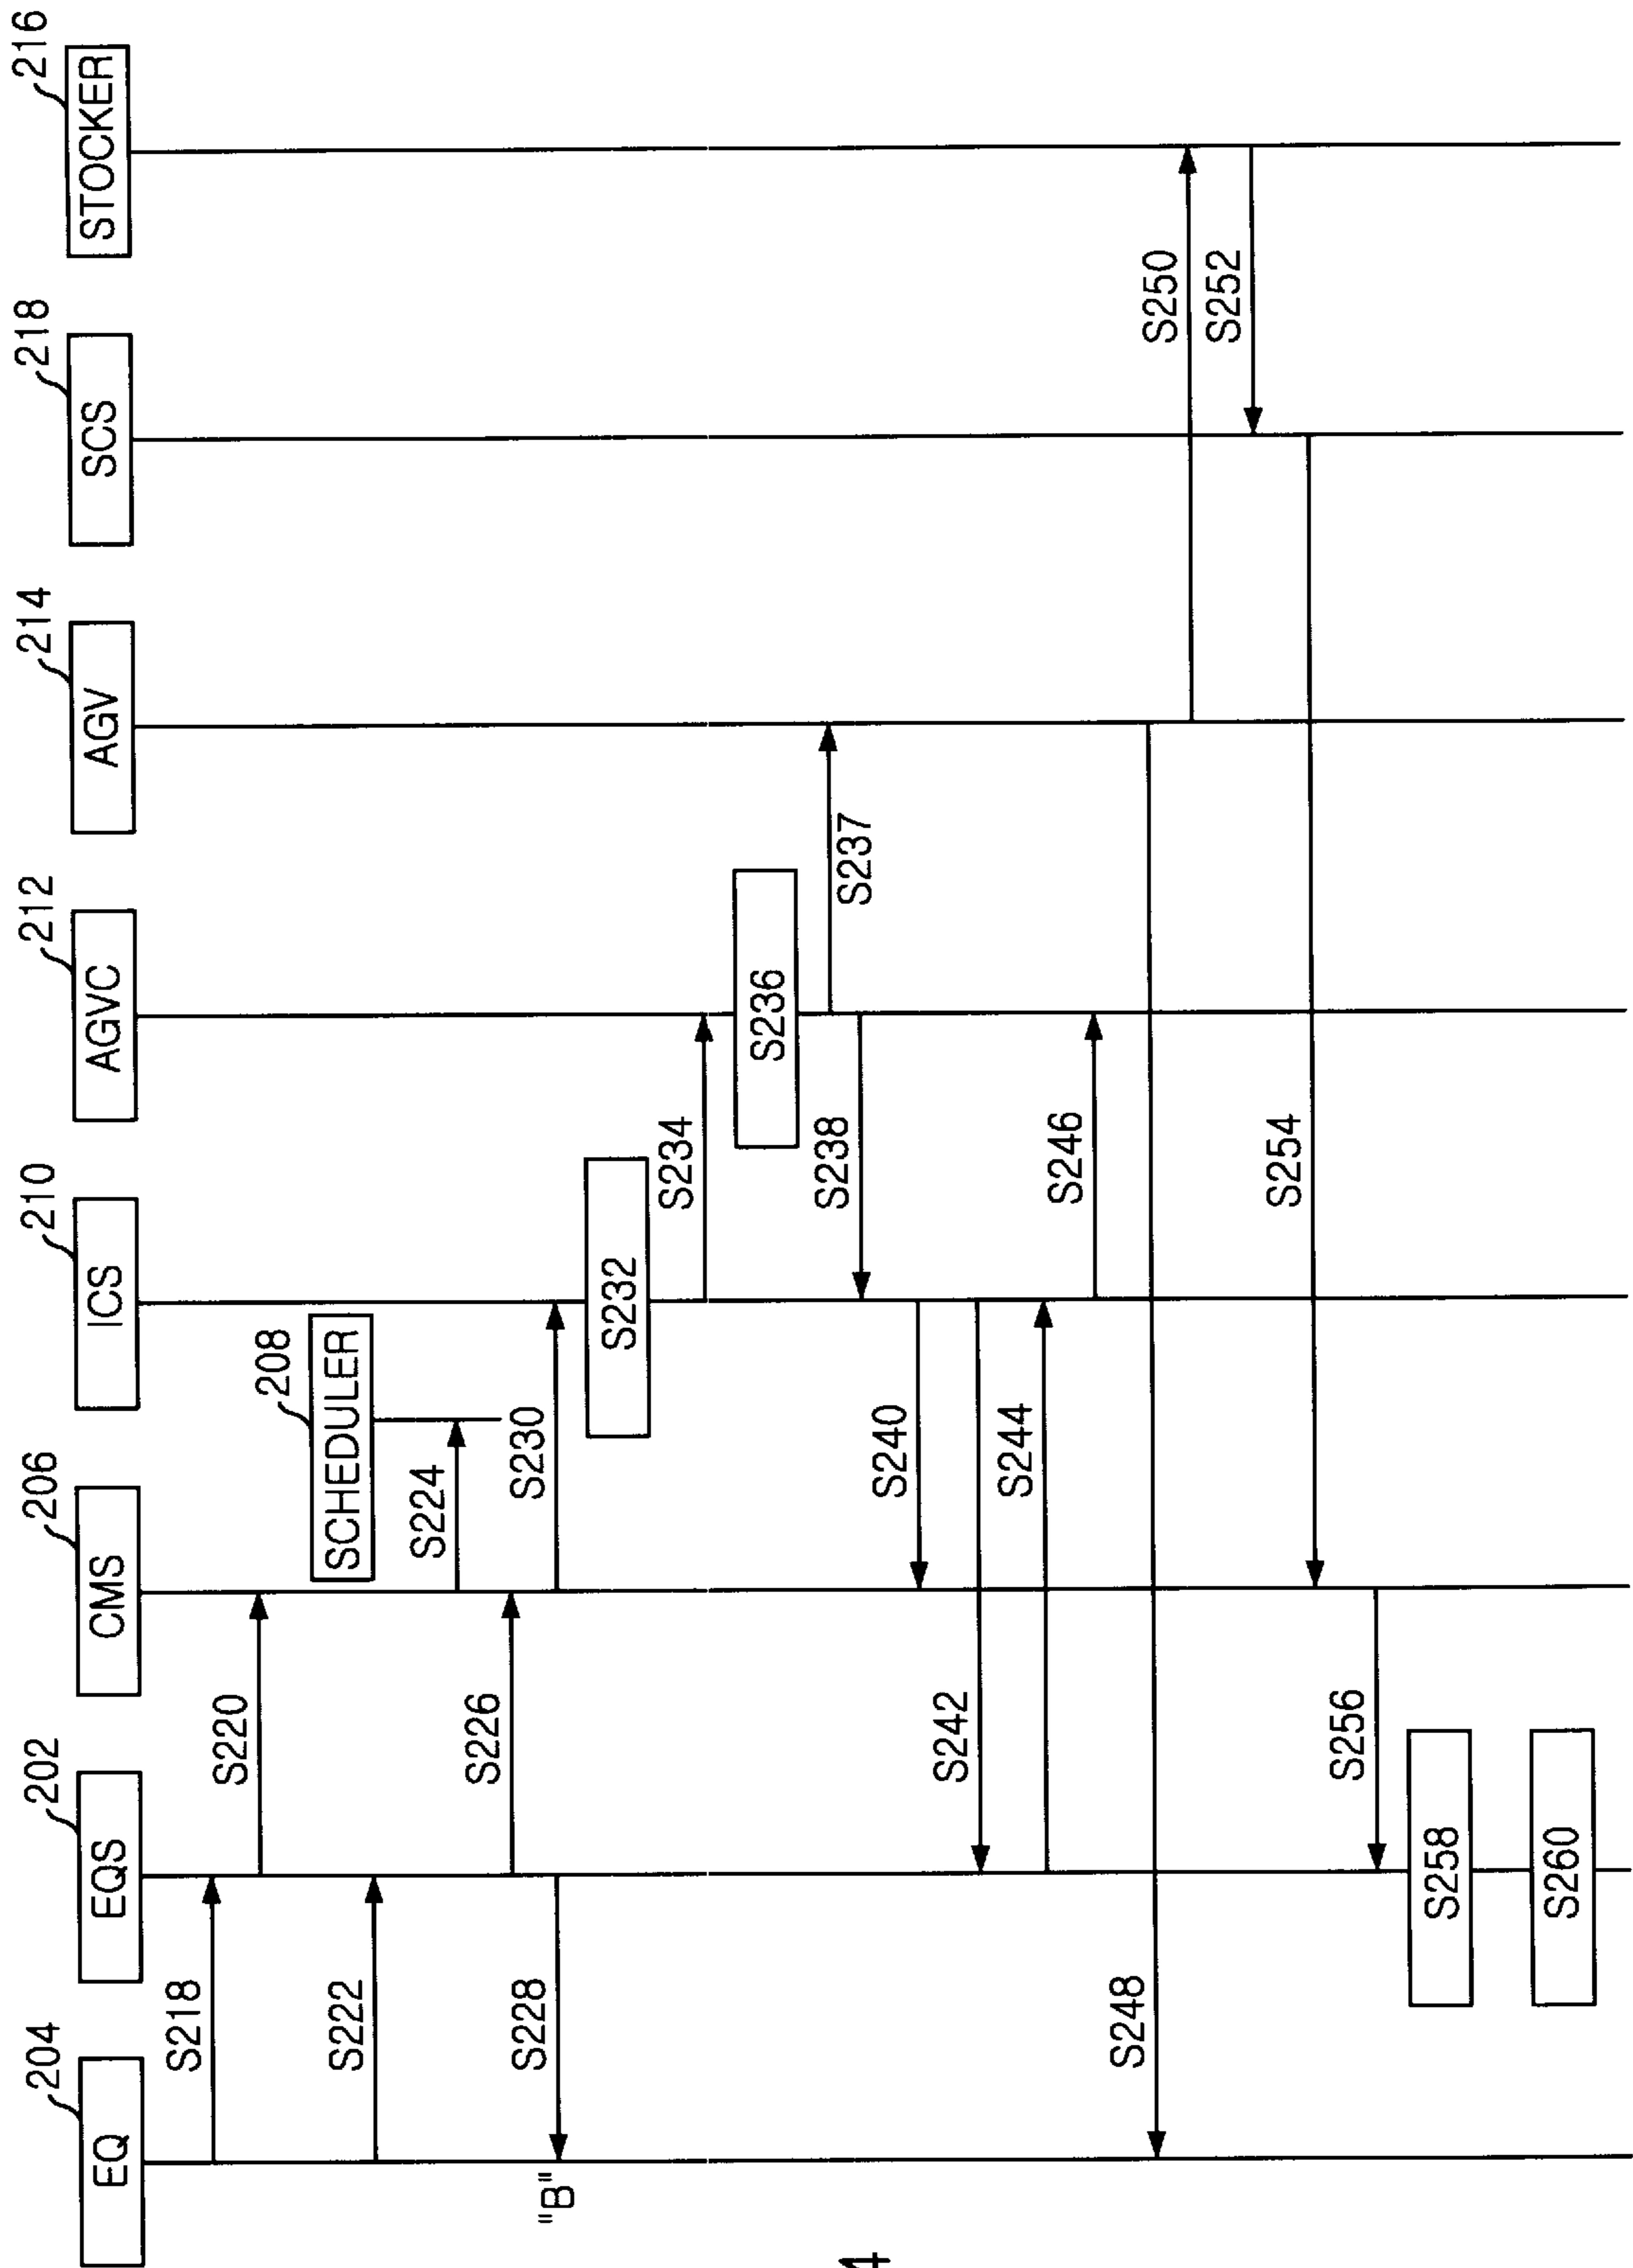 204
EQ
202
EQS
206
CMS
210
ICS
212
AGVC
214
AGV
218
SCS
216
STOCKER
S218
S220
208
SCHEDULER
S222
S224
S226
"B"
S228
S230
S232
S234
S236
S237
S238
S240
S242
S244
S246
S248
S250
S252
S254
S256
S258
S260
4